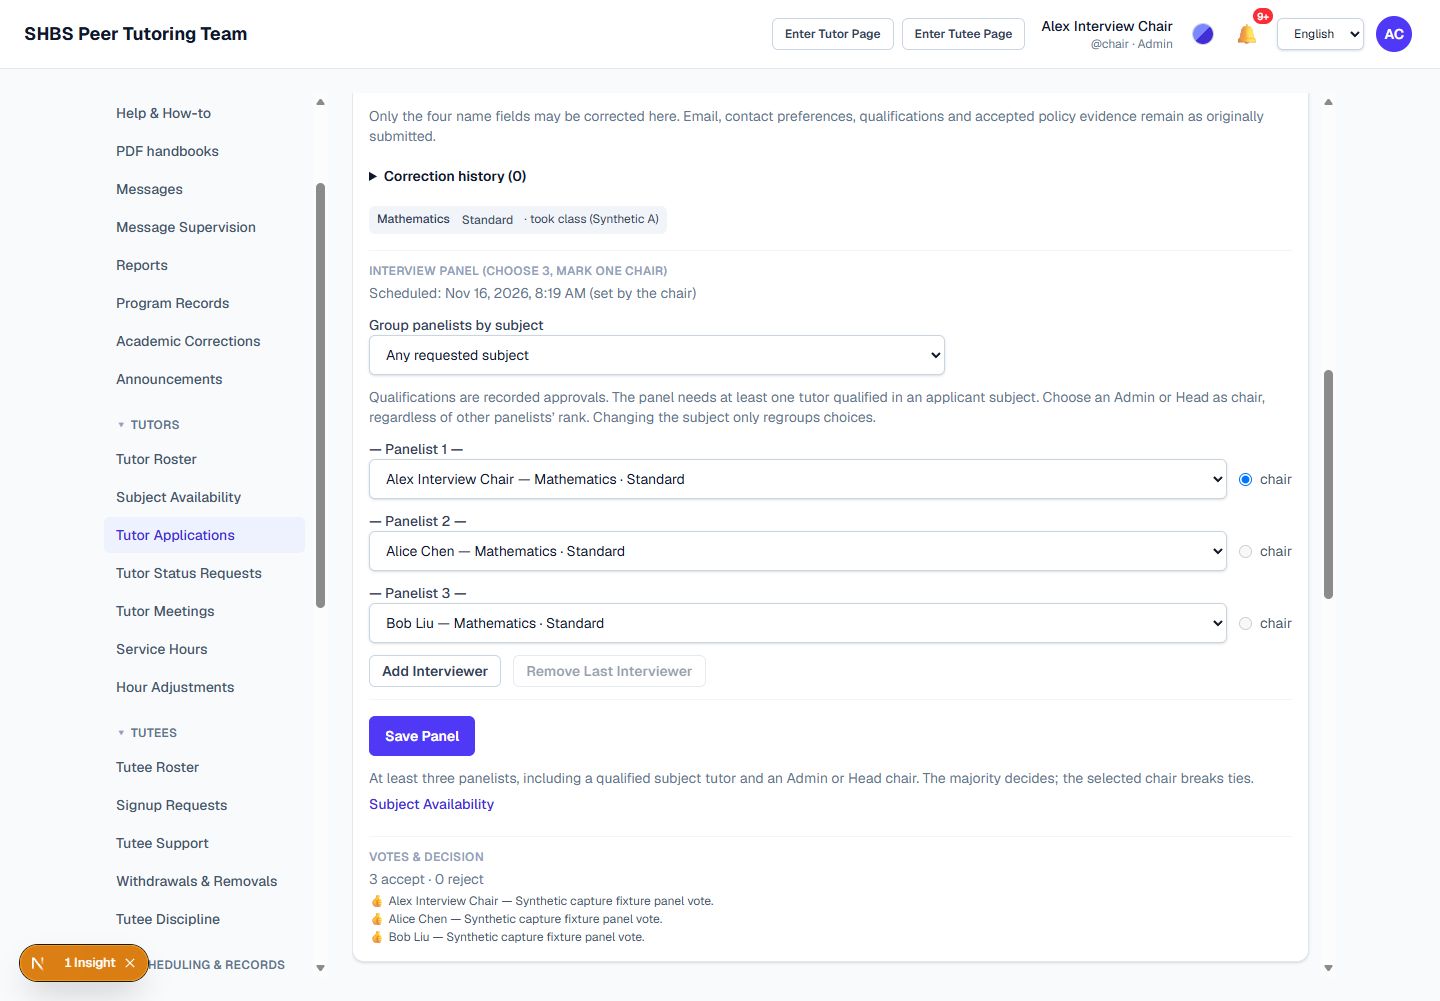 SHBS Peer Tutoring Team
Enter Tutor Page
Enter Tutee Page
Alex Interview Chair
@chair · Admin
9+
English
AC
Help & How-to
PDF handbooks
Messages
Message Supervision
Reports
Program Records
Academic Corrections
Announcements
TUTORS
Tutor Roster
Subject Availability
Tutor Applications
Tutor Status Requests
Tutor Meetings
Service Hours
Hour Adjustments
TUTEES
Tutee Roster
Signup Requests
Tutee Support
Withdrawals & Removals
Tutee Discipline
HEDULING & RECORDS
1 Insight
Only the four name fields may be corrected here. Email, contact preferences, qualifications and accepted policy evidence remain as originally
submitted.
Correction history (0)
Mathematics Standard · took class (Synthetic A)
INTERVIEW PANEL (CHOOSE 3, MARK ONE CHAIR)
Scheduled: Nov 16, 2026, 8:19 AM (set by the chair)
Group panelists by subject
Any requested subject
Qualifications are recorded approvals. The panel needs at least one tutor qualified in an applicant subject. Choose an Admin or Head as chair,
regardless of other panelists' rank. Changing the subject only regroups choices.
— Panelist 1 —
Alex Interview Chair — Mathematics · Standard
chair
— Panelist 2 —
Alice Chen — Mathematics · Standard
chair
— Panelist 3 —
Bob Liu — Mathematics · Standard
chair
Add Interviewer
Remove Last Interviewer
Save Panel
At least three panelists, including a qualified subject tutor and an Admin or Head chair. The majority decides; the selected chair breaks ties.
Subject Availability
VOTES & DECISION
3 accept · 0 reject
Alex Interview Chair — Synthetic capture fixture panel vote.
Alice Chen — Synthetic capture fixture panel vote.
Bob Liu — Synthetic capture fixture panel vote.